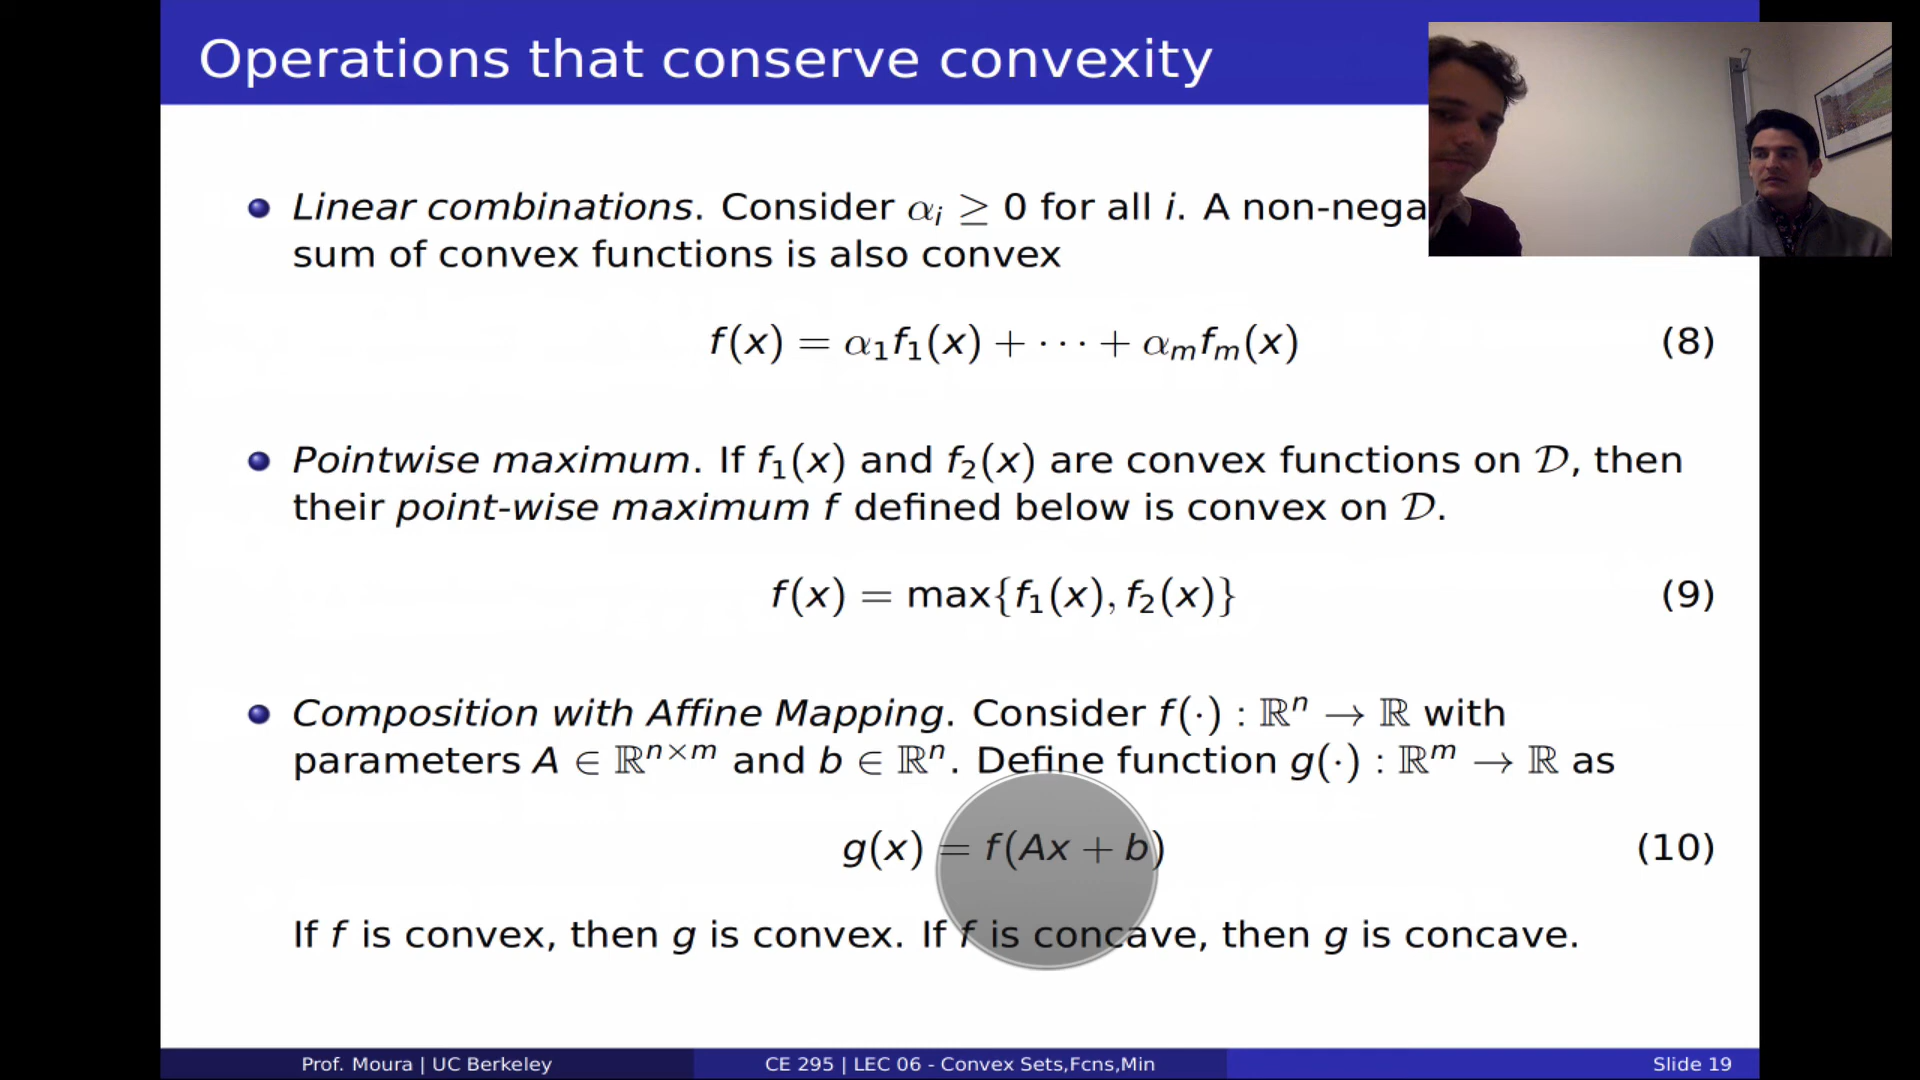 Operations that conserve convexity
Linear combinations. Consider αᵢ ≥ 0 for all i. A non-nega
sum of convex functions is also convex
f(x) = α₁f₁(x) + ··· + αₘfₘ(x) (8)
Pointwise maximum. If f₁(x) and f₂(x) are convex functions on 𝒟, then
their point-wise maximum f defined below is convex on 𝒟.
f(x) = max{f₁(x), f₂(x)} (9)
Composition with Affine Mapping. Consider f(·) : ℝⁿ → ℝ with
parameters A ∈ ℝⁿˣᵐ and b ∈ ℝⁿ. Define function g(·) : ℝᵐ → ℝ as
g(x) = f(Ax + b) (10)
If f is convex, then g is convex. If f is concave, then g is concave.
Prof. Moura | UC Berkeley CE 295 | LEC 06 - Convex Sets,Fcns,Min Slide 19